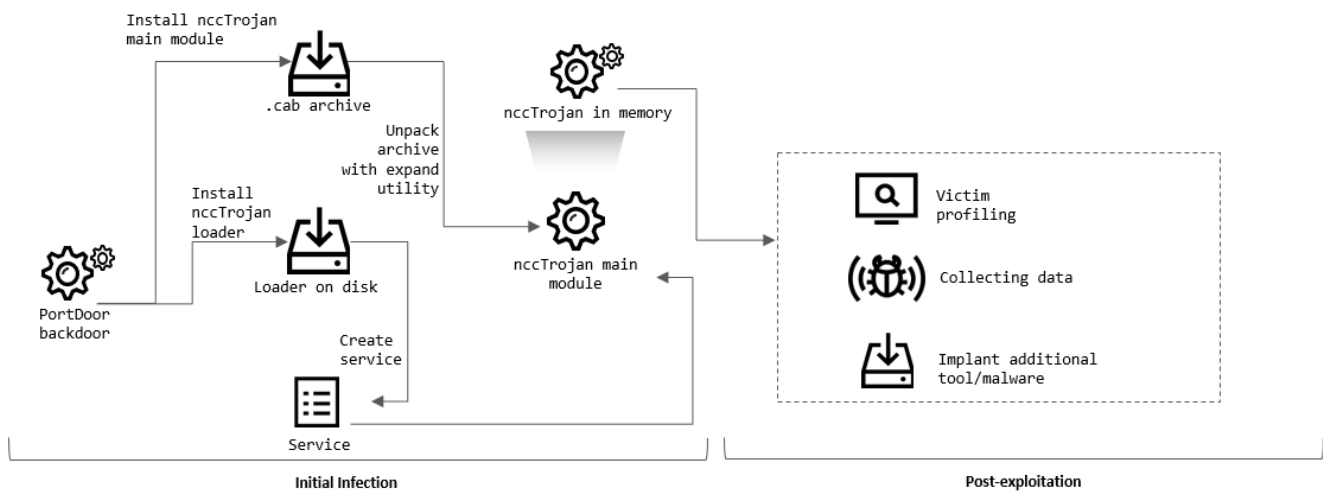 Install nccTrojan
main module
.cab archive
nccTrojan in memory
Unpack
archive
with expand
utility
Install
nccTrojan
loader
Victim
profiling
nccTrojan main
module
Loader on disk
Collecting data
PortDoor
backdoor
Create
service
Implant additional
tool/malware
Service
Initial Infection
Post-exploitation